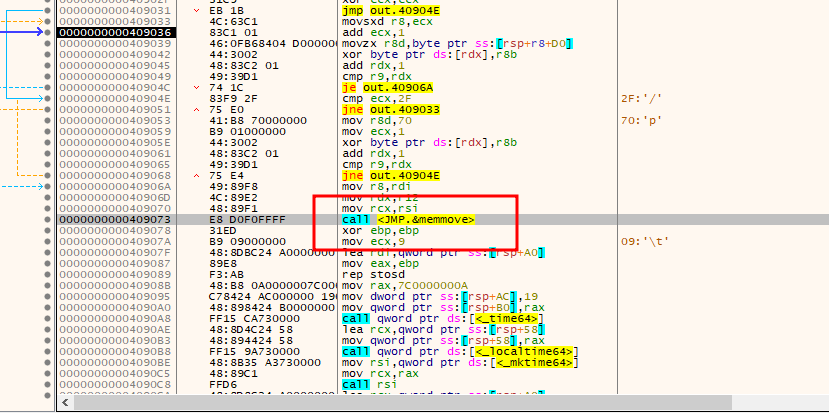 0000000000409031 EB 1B jmp out.40904E
0000000000409033 4C:63C1 movsxd r8,ecx
0000000000409036 83C1 01 add ecx,1
0000000000409039 46:0FB68404 D000000 movzx r8d,byte ptr ss:[rsp+r8+D0]
0000000000409042 44:3002 xor byte ptr ds:[rdx],r8b
0000000000409045 48:83C2 01 add rdx,1
0000000000409049 49:39D1 cmp r9,rdx
000000000040904C 74 1C je out.40906A
000000000040904E 83F9 2F cmp ecx,2F 2F:'/'
0000000000409051 75 E0 jne out.409033
0000000000409053 41:B8 70000000 mov r8d,70 70:'p'
0000000000409059 B9 01000000 mov ecx,1
000000000040905E 44:3002 xor byte ptr ds:[rdx],r8b
0000000000409061 48:83C2 01 add rdx,1
0000000000409065 49:39D1 cmp r9,rdx
0000000000409068 75 E4 jne out.40904E
000000000040906A 49:89F8 mov r8,rdi
000000000040906D 4C:89E2 mov rdx,r12
0000000000409070 48:89F1 mov rcx,rsi
0000000000409073 E8 D0F0FFFF call <JMP.&memmove>
0000000000409078 31ED xor ebp,ebp
000000000040907A B9 09000000 mov ecx,9 09:'\t'
000000000040907F 48:8DBC24 A0000000 lea rdi,qword ptr ss:[rsp+A0]
0000000000409087 89E8 mov eax,ebp
0000000000409089 F3:AB rep stosd
000000000040908B 48:B8 0A0000007C00 mov rax,7C0000000A
0000000000409095 C78424 AC000000 190 mov dword ptr ss:[rsp+AC],19
00000000004090A0 48:898424 B0000000 mov qword ptr ss:[rsp+B0],rax
00000000004090A8 FF15 CA730000 call qword ptr ds:[<_time64>]
00000000004090AE 48:8D4C24 58 lea rcx,qword ptr ss:[rsp+58]
00000000004090B3 48:894424 58 mov qword ptr ss:[rsp+58],rax
00000000004090B8 FF15 9A730000 call qword ptr ds:[<_localtime64>]
00000000004090BE 48:8B35 A3730000 mov rsi,qword ptr ds:[<_mktime64>]
00000000004090C5 48:89C1 mov rcx,rax
00000000004090C8 FFD6 call rsi